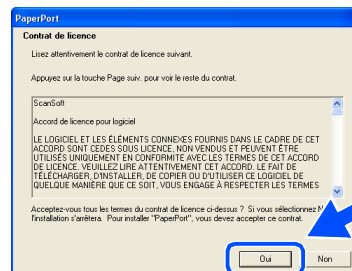 PaperPort
Contrat de licence
Lisez attentivement le contrat de licence suivant.
Appuyez sur la touche Page suiv. pour voir le reste du contrat.
ScanSoft
Accord de licence pour logiciel
LE LOGICIEL ET LES ÉLÉMENTS CONNEXES FOURNIS DANS LE CADRE DE CET
ACCORD SONT CEDES SOUS LICENCE, NON VENDUS ET PEUVENT ÊTRE
UTILISÉS UNIQUEMENT EN CONFORMITE AVEC LES TERMES DE CET ACCORD
DE LICENCE. VEUILLEZ LIRE ATTENTIVEMENT CET ACCORD. LE FAIT DE
TÉLÉCHARGER, D'INSTALLER, DE COPIER OU D'UTILISER CE LOGICIEL DE
QUELQUE MANIÈRE QUE CE SOIT, VOUS ENGAGE À RESPECTER LES TERMES
Acceptez-vous tous les termes du contrat de licence ci-dessus ? Si vous sélectionnez N
l'installation s'arrêtera. Pour installer "PaperPort", vous devez accepter ce contrat.
Oui Non